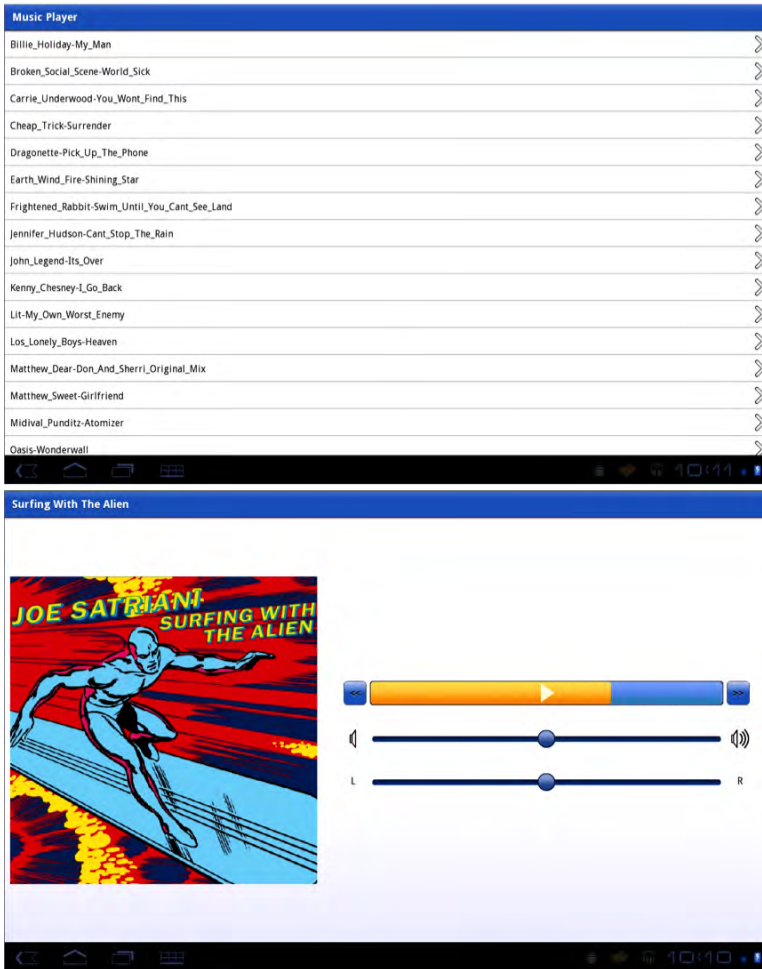 Music Player
Billie_Holiday-My_Man
Broken_Social_Scene-World_Sick
Carrie_Underwood-You_Wont_Find_This
Cheap_Trick-Surrender
Dragonette-Pick_Up_The_Phone
Earth_Wind_Fire-Shining_Star
Frightened_Rabbit-Swim_Until_You_Cant_See_Land
Jennifer_Hudson-Cant_Stop_The_Rain
John_Legend-Its_Over
Kenny_Chesney-I_Go_Back
Lit-My_Own_Worst_Enemy
Los_Lonely_Boys-Heaven
Matthew_Dear-Don_And_Sherri_Original_Mix
Matthew_Sweet-Girlfriend
Midival_Punditz-Atomizer
Oasis-Wonderwall
10:11
Surfing With The Alien
JOE SATRIANI
SURFING WITH
THE ALIEN
<< >>
L R
10:10